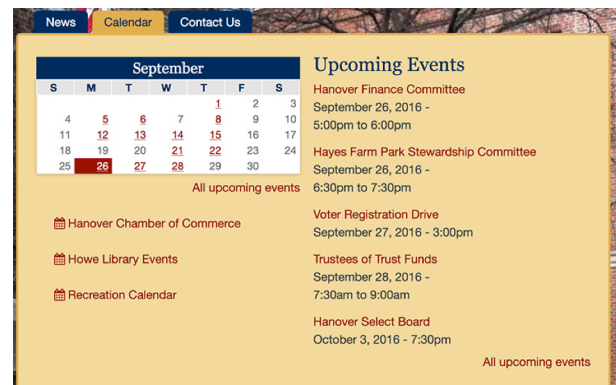 News Calendar Contact Us
September
S M T W T F S
1 2 3
4 5 6 7 8 9 10
11 12 13 14 15 16 17
18 19 20 21 22 23 24
25 26 27 28 29 30
All upcoming events
Hanover Chamber of Commerce
Howe Library Events
Recreation Calendar
Upcoming Events
Hanover Finance Committee
September 26, 2016 -
5:00pm to 6:00pm
Hayes Farm Park Stewardship Committee
September 26, 2016 -
6:30pm to 7:30pm
Voter Registration Drive
September 27, 2016 - 3:00pm
Trustees of Trust Funds
September 28, 2016 -
7:30am to 9:00am
Hanover Select Board
October 3, 2016 - 7:30pm
All upcoming events